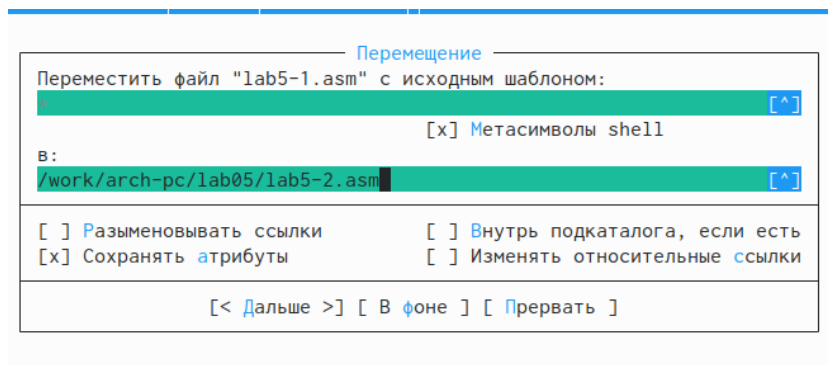 Перемещение
Переместить файл "lab5-1.asm" с исходным шаблоном:
* [^]
[x] Метасимволы shell
в:
/work/arch-pc/lab05/lab5-2.asm [^]
[ ] Разыменовывать ссылки [ ] Внутрь подкаталога, если есть
[x] Сохранять атрибуты [ ] Изменять относительные ссылки
[< Дальше >] [ В фоне ] [ Прервать ]